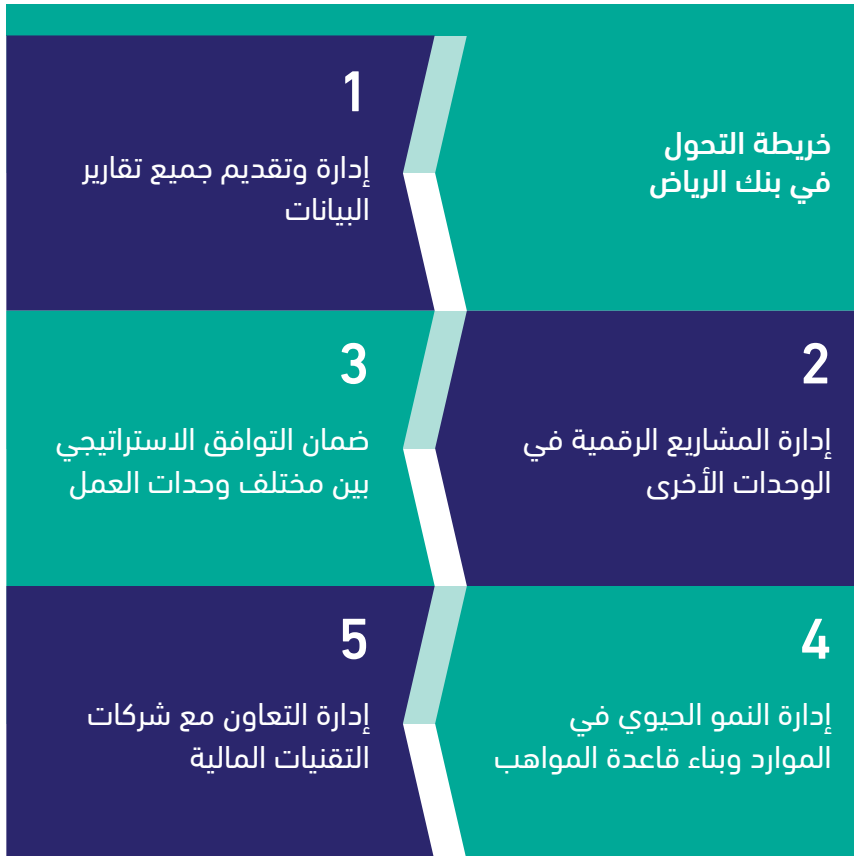 خريطة التحول
في بنك الرياض
1
إدارة وتقديم جميع تقارير
البيانات
2
إدارة المشاريع الرقمية في
الوحدات الأخرى
3
ضمان التوافق الاستراتيجي
بين مختلف وحدات العمل
4
إدارة النمو الحيوي في
الموارد وبناء قاعدة المواهب
5
إدارة التعاون مع شركات
التقنيات المالية